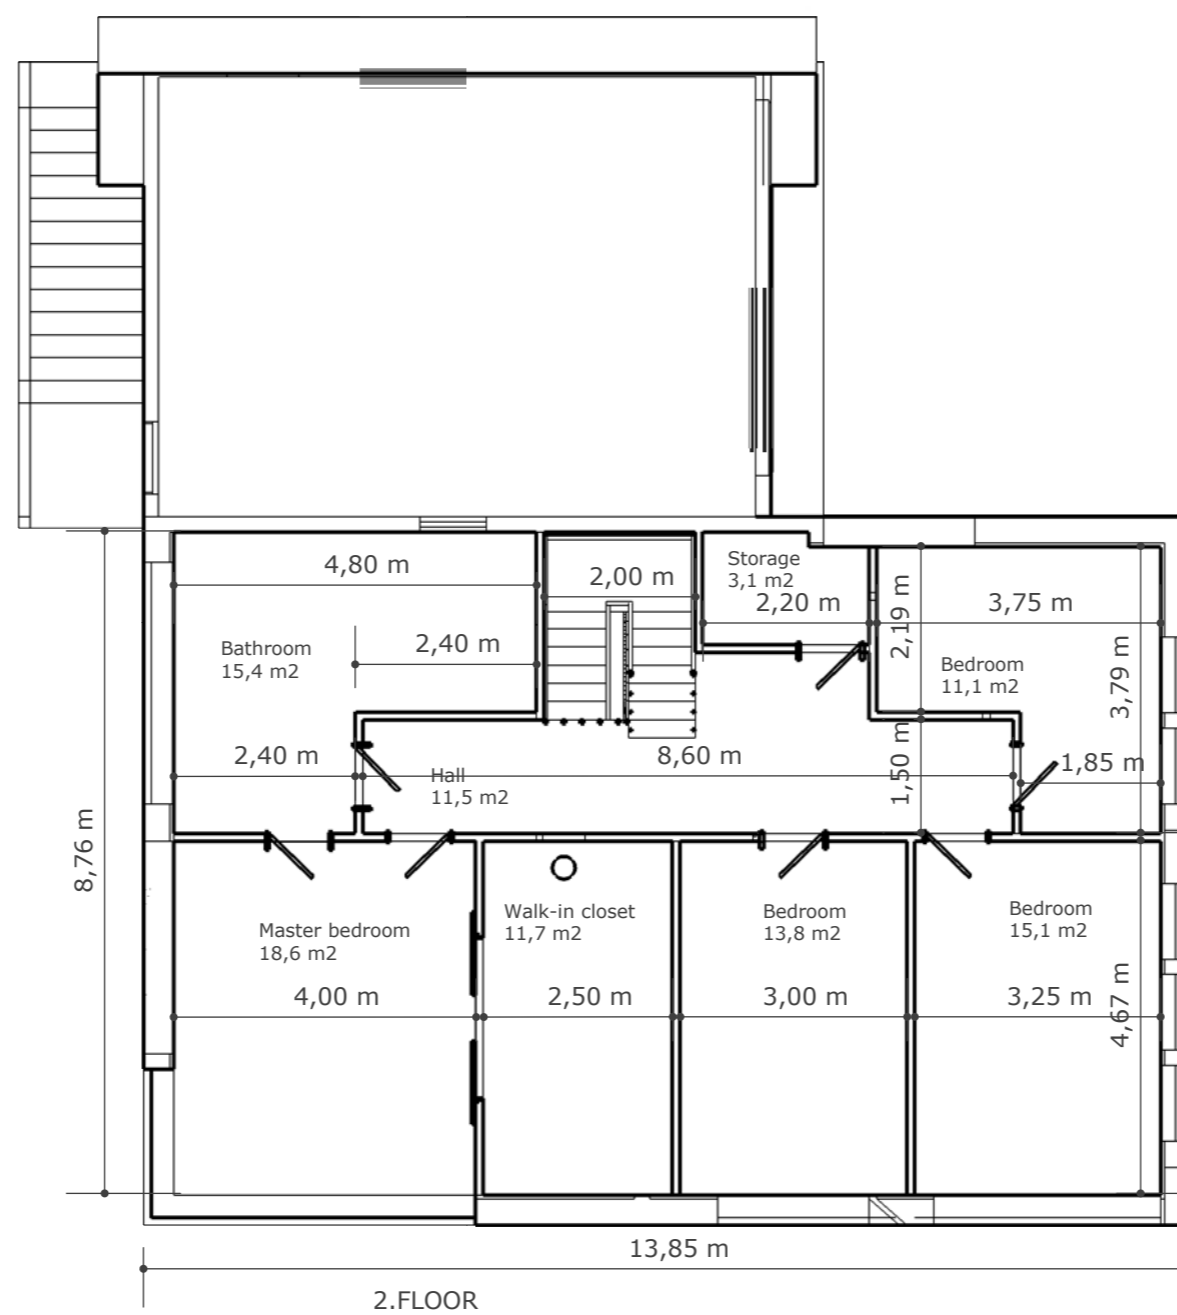 4,80 m
2,00 m
Storage
3,1 m2
2,20 m
2,19 m
3,75 m
Bathroom
15,4 m2
2,40 m
Bedroom
11,1 m2
3,79 m
2,40 m
Hall
11,5 m2
8,60 m
1,50 m
1,85 m
8,76 m
Master bedroom
18,6 m2
Walk-in closet
11,7 m2
Bedroom
13,8 m2
Bedroom
15,1 m2
4,00 m
2,50 m
3,00 m
3,25 m
4,67 m
13,85 m
2.FLOOR